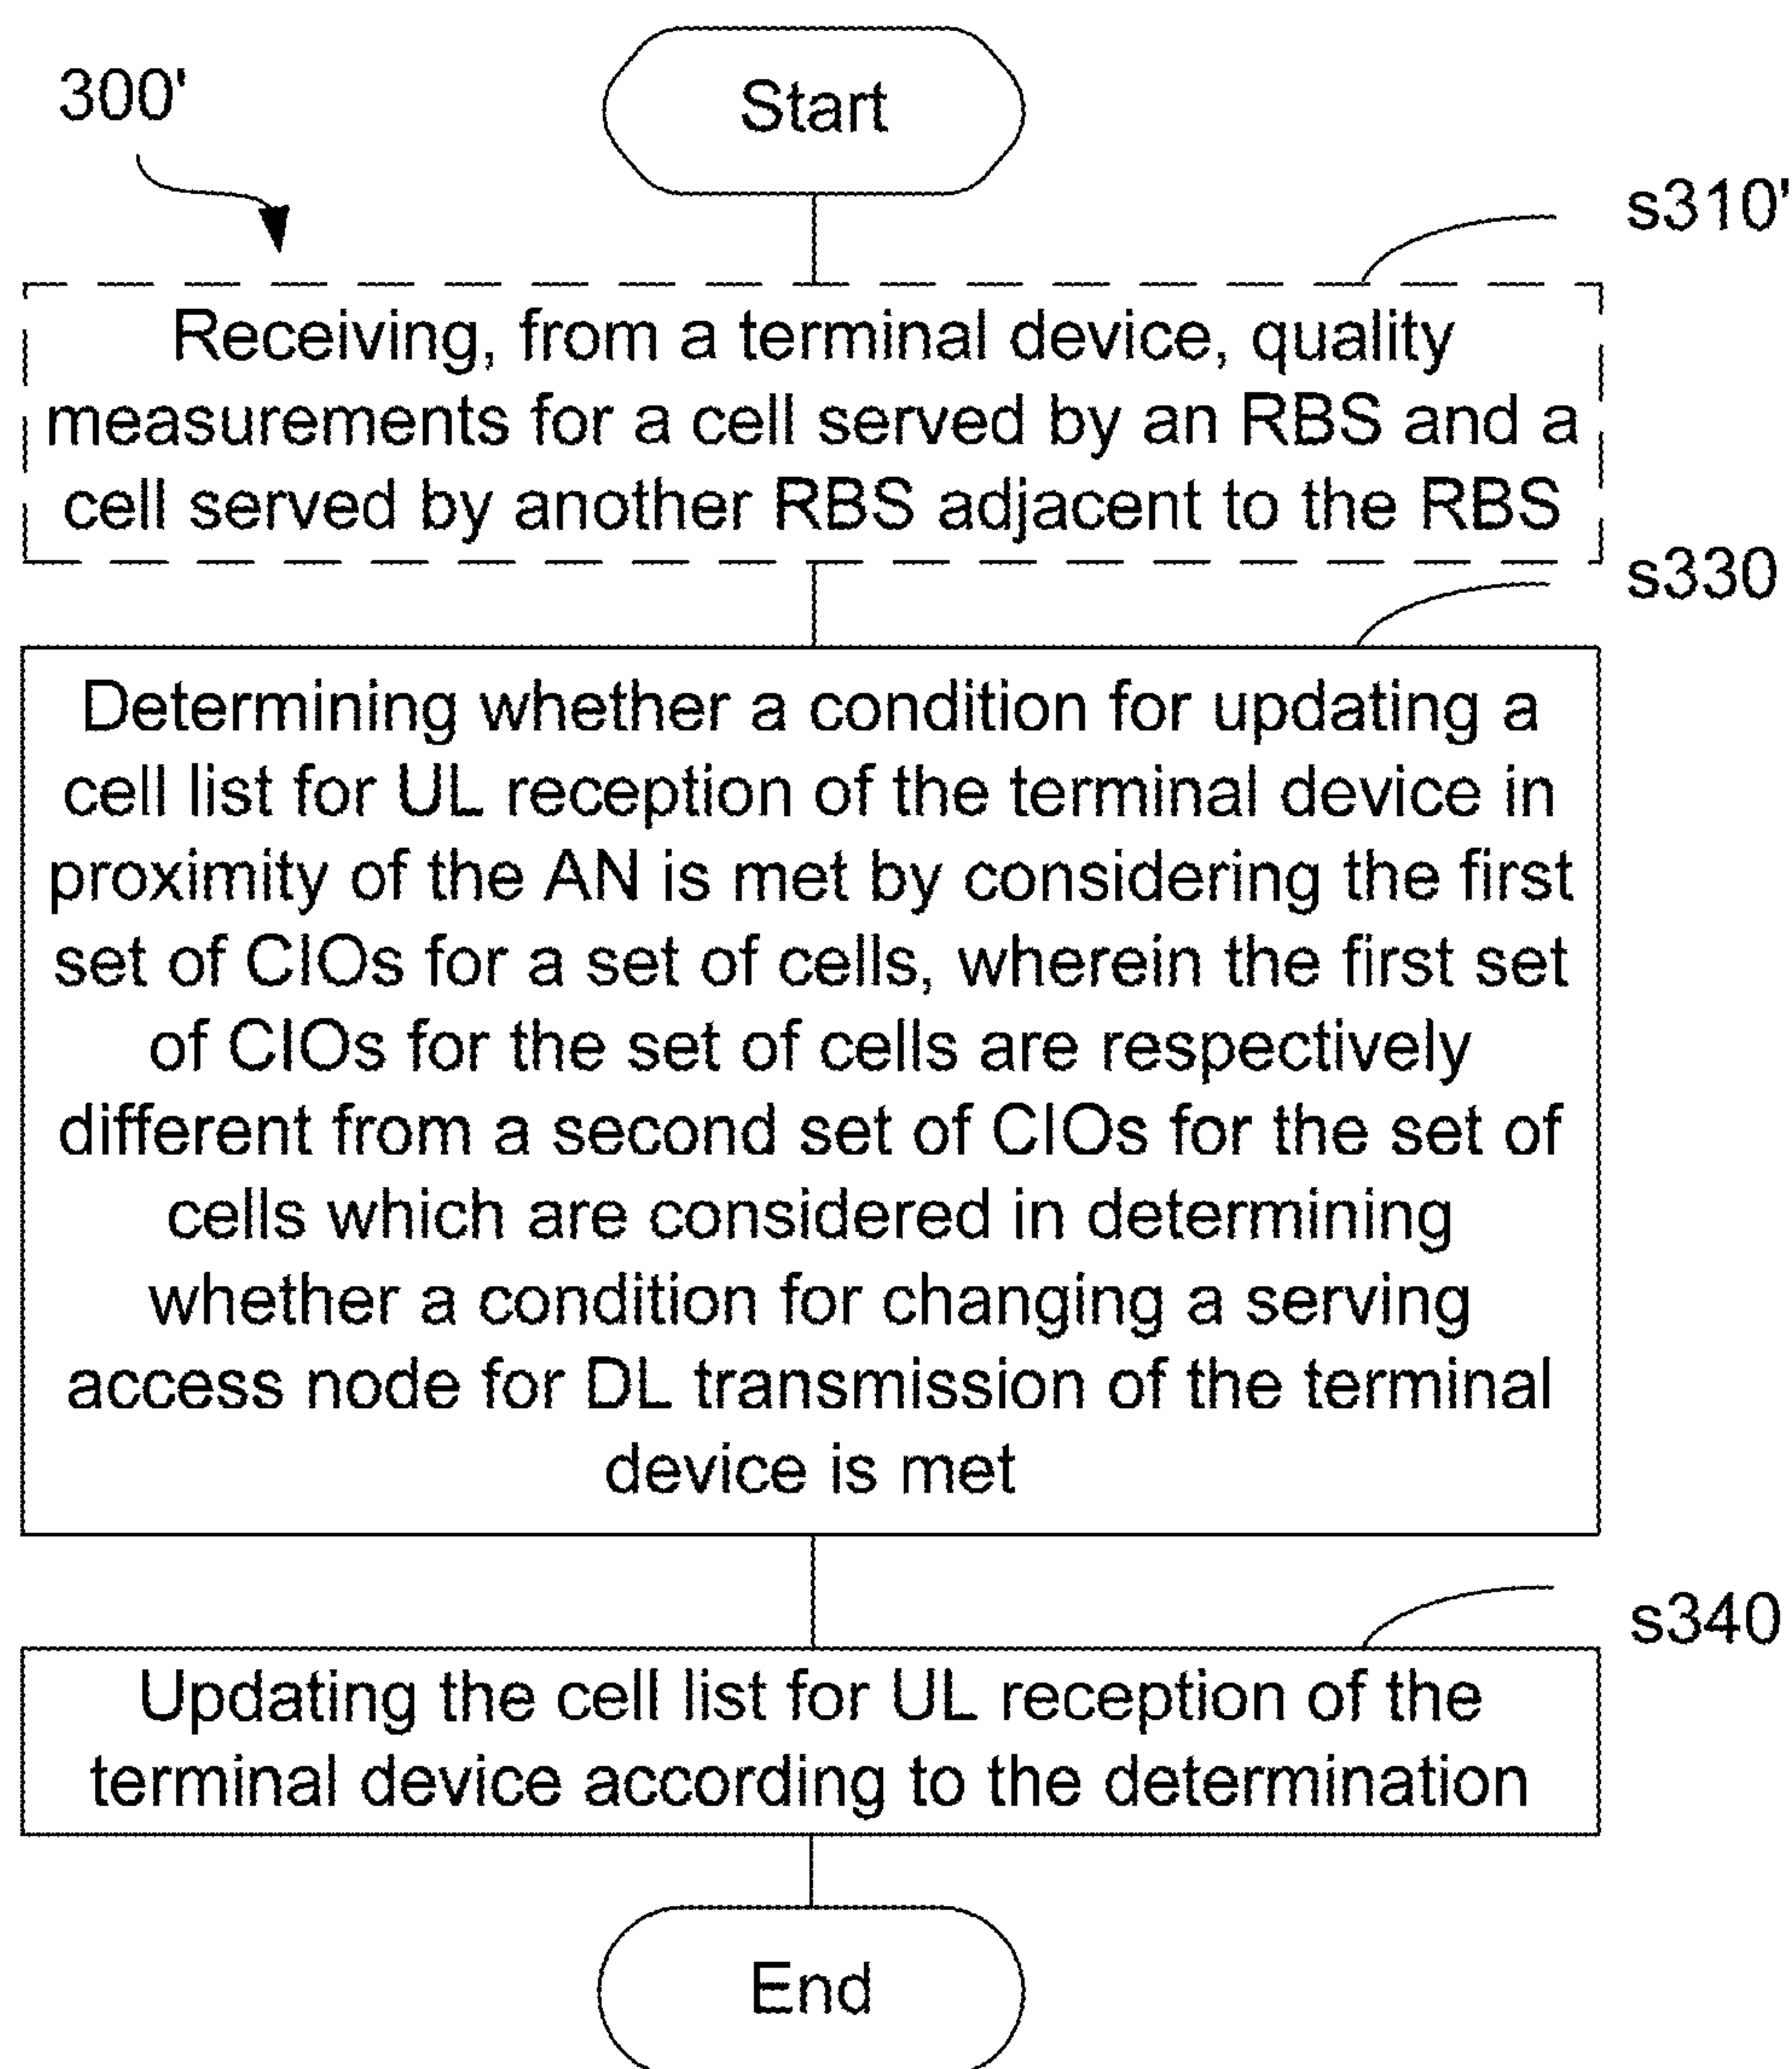 300'
Start
s310'
Receiving, from a terminal device, quality
measurements for a cell served by an RBS and a
cell served by another RBS adjacent to the RBS
s330
Determining whether a condition for updating a
cell list for UL reception of the terminal device in
proximity of the AN is met by considering the first
set of CIOs for a set of cells, wherein the first set
of CIOs for the set of cells are respectively
different from a second set of CIOs for the set of
cells which are considered in determining
whether a condition for changing a serving
access node for DL transmission of the terminal
device is met
s340
Updating the cell list for UL reception of the
terminal device according to the determination
End